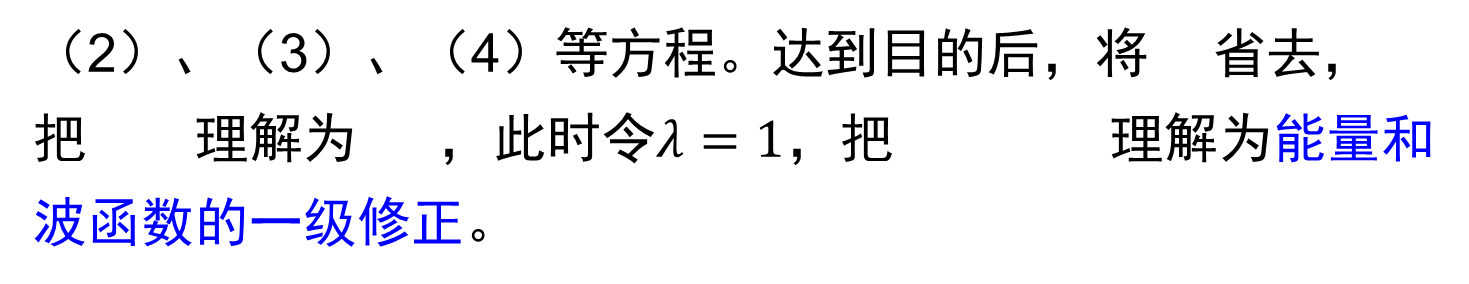 （2）、（3）、（4）等方程。达到目的后，将 省去，
把 理解为 ，此时令λ = 1，把 理解为能量和
波函数的一级修正。